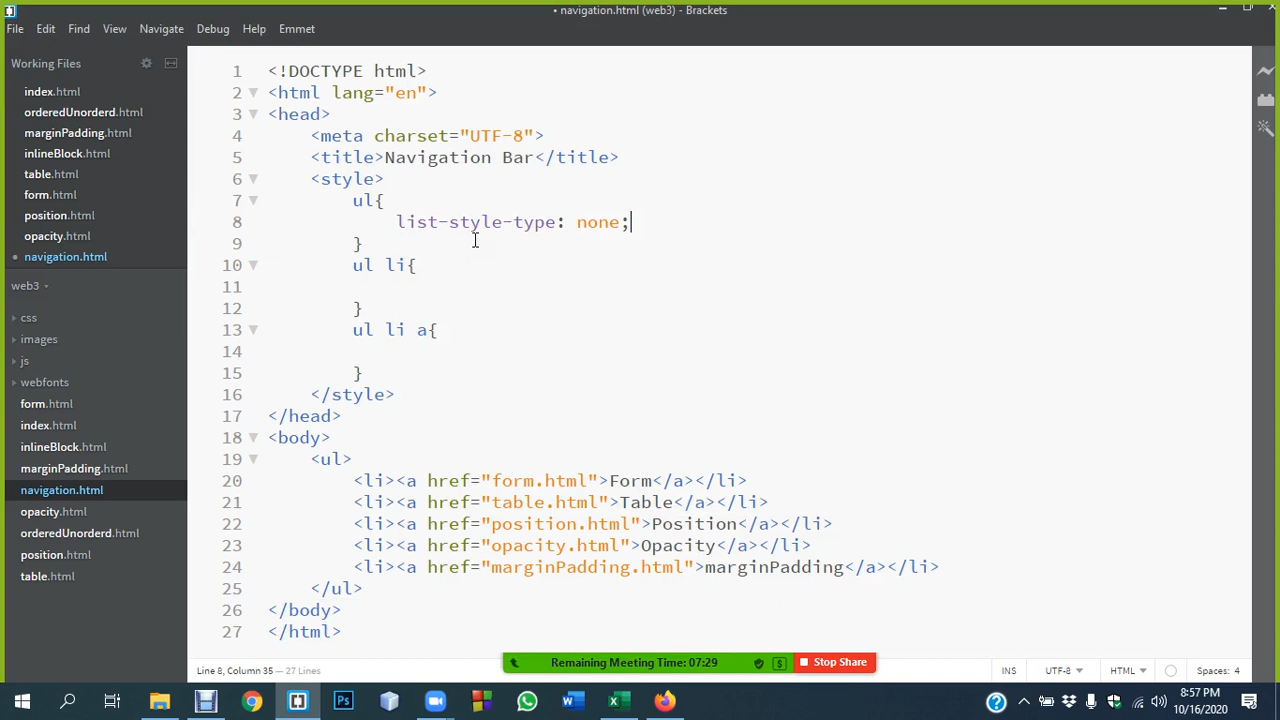 • navigation.html (web3) - Brackets
File Edit Find View Navigate Debug Help Emmet
Working Files
index.html
orderedUnorderd.html
marginPadding.html
inlineBlock.html
table.html
form.html
position.html
opacity.html
• navigation.html
web3
css
images
js
webfonts
form.html
index.html
inlineBlock.html
marginPadding.html
navigation.html
opacity.html
orderedUnorderd.html
position.html
table.html
1 <!DOCTYPE html>
2 <html lang="en">
3 <head>
4 <meta charset="UTF-8">
5 <title>Navigation Bar</title>
6 <style>
7 ul{
8 list-style-type: none;
9 }
10 ul li{
11
12 }
13 ul li a{
14
15 }
16 </style>
17 </head>
18 <body>
19 <ul>
20 <li><a href="form.html">Form</a></li>
21 <li><a href="table.html">Table</a></li>
22 <li><a href="position.html">Position</a></li>
23 <li><a href="opacity.html">Opacity</a></li>
24 <li><a href="marginPadding.html">marginPadding</a></li>
25 </ul>
26 </body>
27 </html>
Remaining Meeting Time: 07:29 Stop Share
Line 8, Column 35 — 27 Lines INS UTF-8 HTML Spaces: 4
8:57 PM
10/16/2020